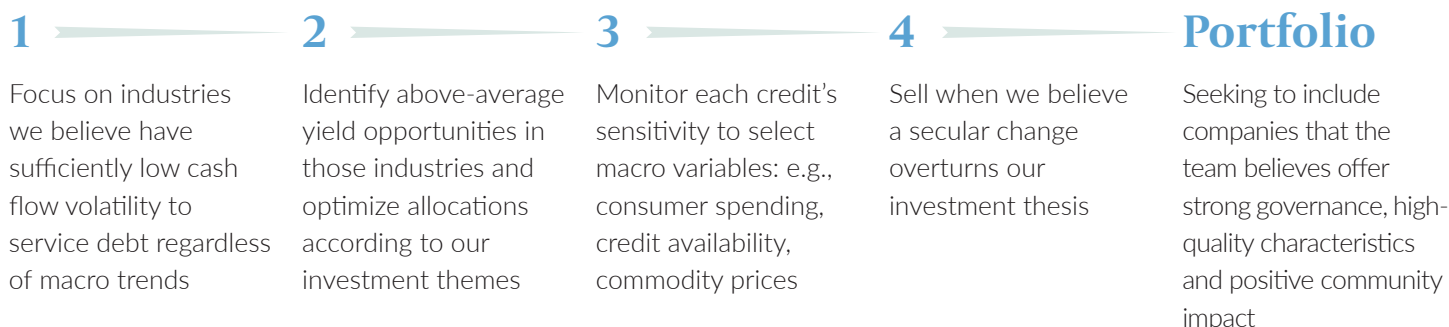 1
Focus on industries
we believe have
sufficiently low cash
flow volatility to
service debt regardless
of macro trends
2
Identify above-average
yield opportunities in
those industries and
optimize allocations
according to our
investment themes
3
Monitor each credit’s
sensitivity to select
macro variables: e.g.,
consumer spending,
credit availability,
commodity prices
4
Sell when we believe
a secular change
overturns our
investment thesis
Portfolio
Seeking to include
companies that the
team believes offer
strong governance, high-
quality characteristics
and positive community
impact